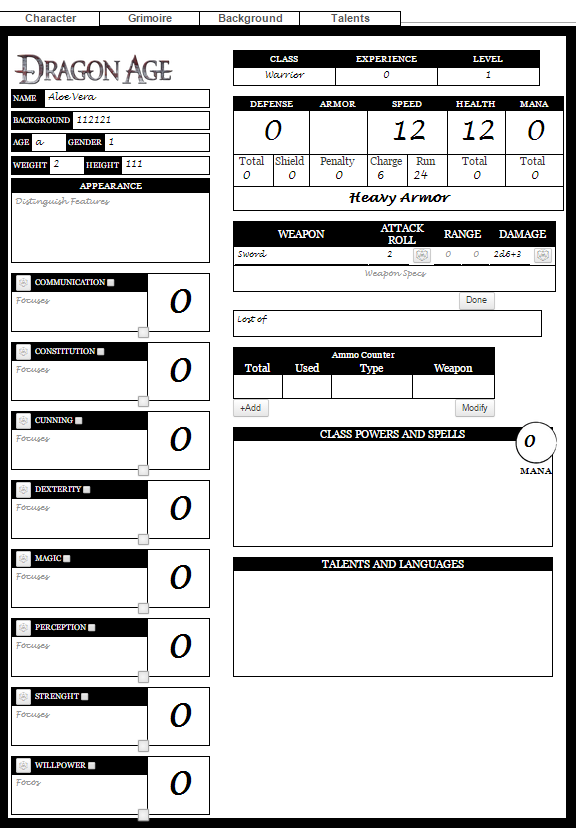 Character Grimoire Background Talents
DRAGON AGE
NAME Aloe Vera
BACKGROUND 112121
AGE a GENDER 1
WEIGHT 2 HEIGHT 111
APPEARANCE
Distinguish Features
COMMUNICATION
Focuses
0
CONSTITUTION
Focuses
0
CUNNING
Focuses
0
DEXTERITY
Focuses
0
MAGIC
Focuses
0
PERCEPTION
Focuses
0
STRENGHT
Focuses
0
WILLPOWER
Focos
0
CLASS EXPERIENCE LEVEL
Warrier 0 1
DEFENSE ARMOR SPEED HEALTH MANA
0 12 12 0
Total Shield Penalty Charge Run Total Total
0 0 0 6 24 0 0
Heavy Armor
WEAPON ATTACK ROLL RANGE DAMAGE
Sword 2 0 0 2d6+3
Weapon Specs
Done
Lost of
Ammo Counter
Total Used Type Weapon
+Add Modify
CLASS POWERS AND SPELLS
0
MANA
TALENTS AND LANGUAGES